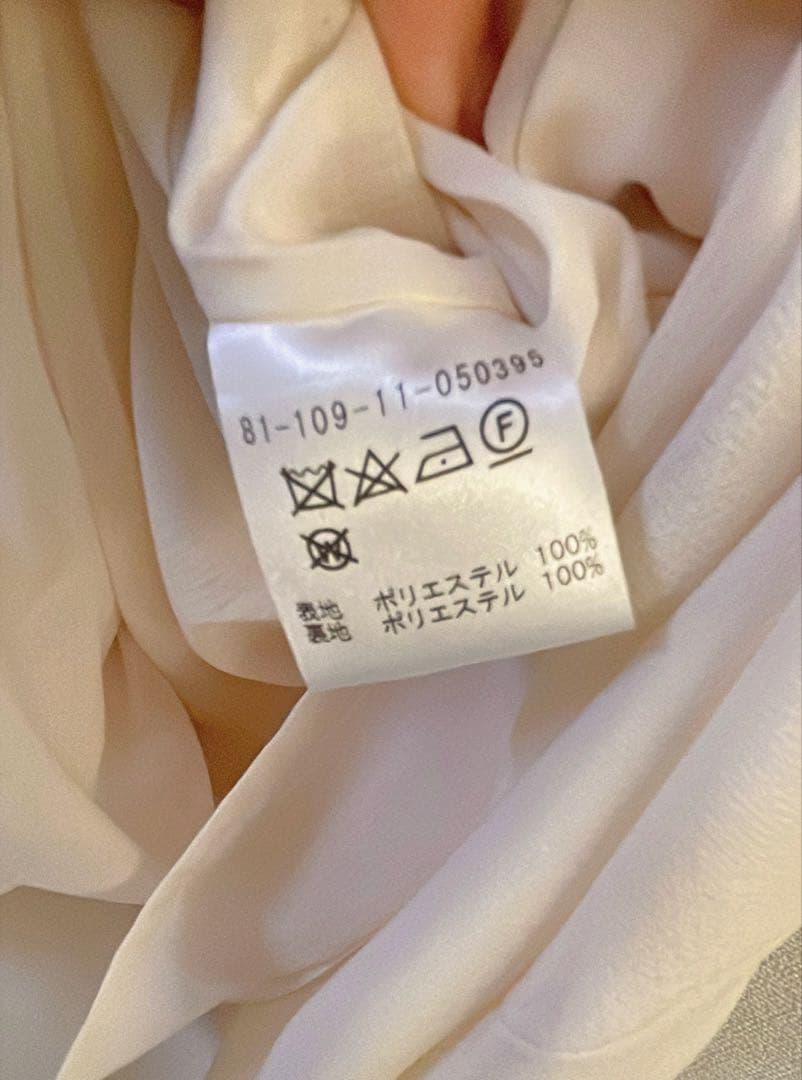 81-109-11-050395
F
W
表地 ポリエステル 100%
裏地 ポリエステル 100%